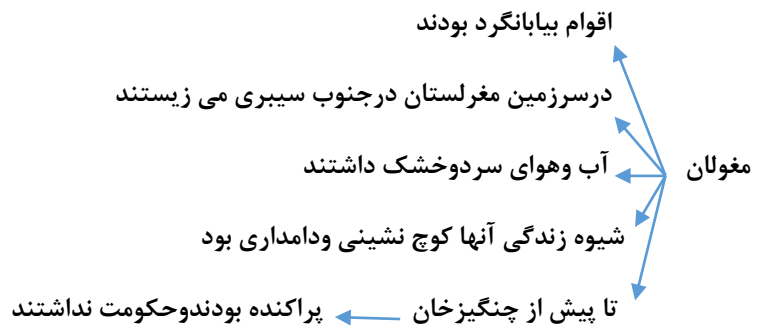 اقوام بیابانگرد بودند
درسرزمین مغرلستان درجنوب سیبری می زیستند
مغولان
آب وهوای سردوخشک داشتند
شیوه زندگی آنها کوچ نشینی ودامداری بود
تا پیش از چنگیزخان
پراکنده بودندوحکومت نداشتند